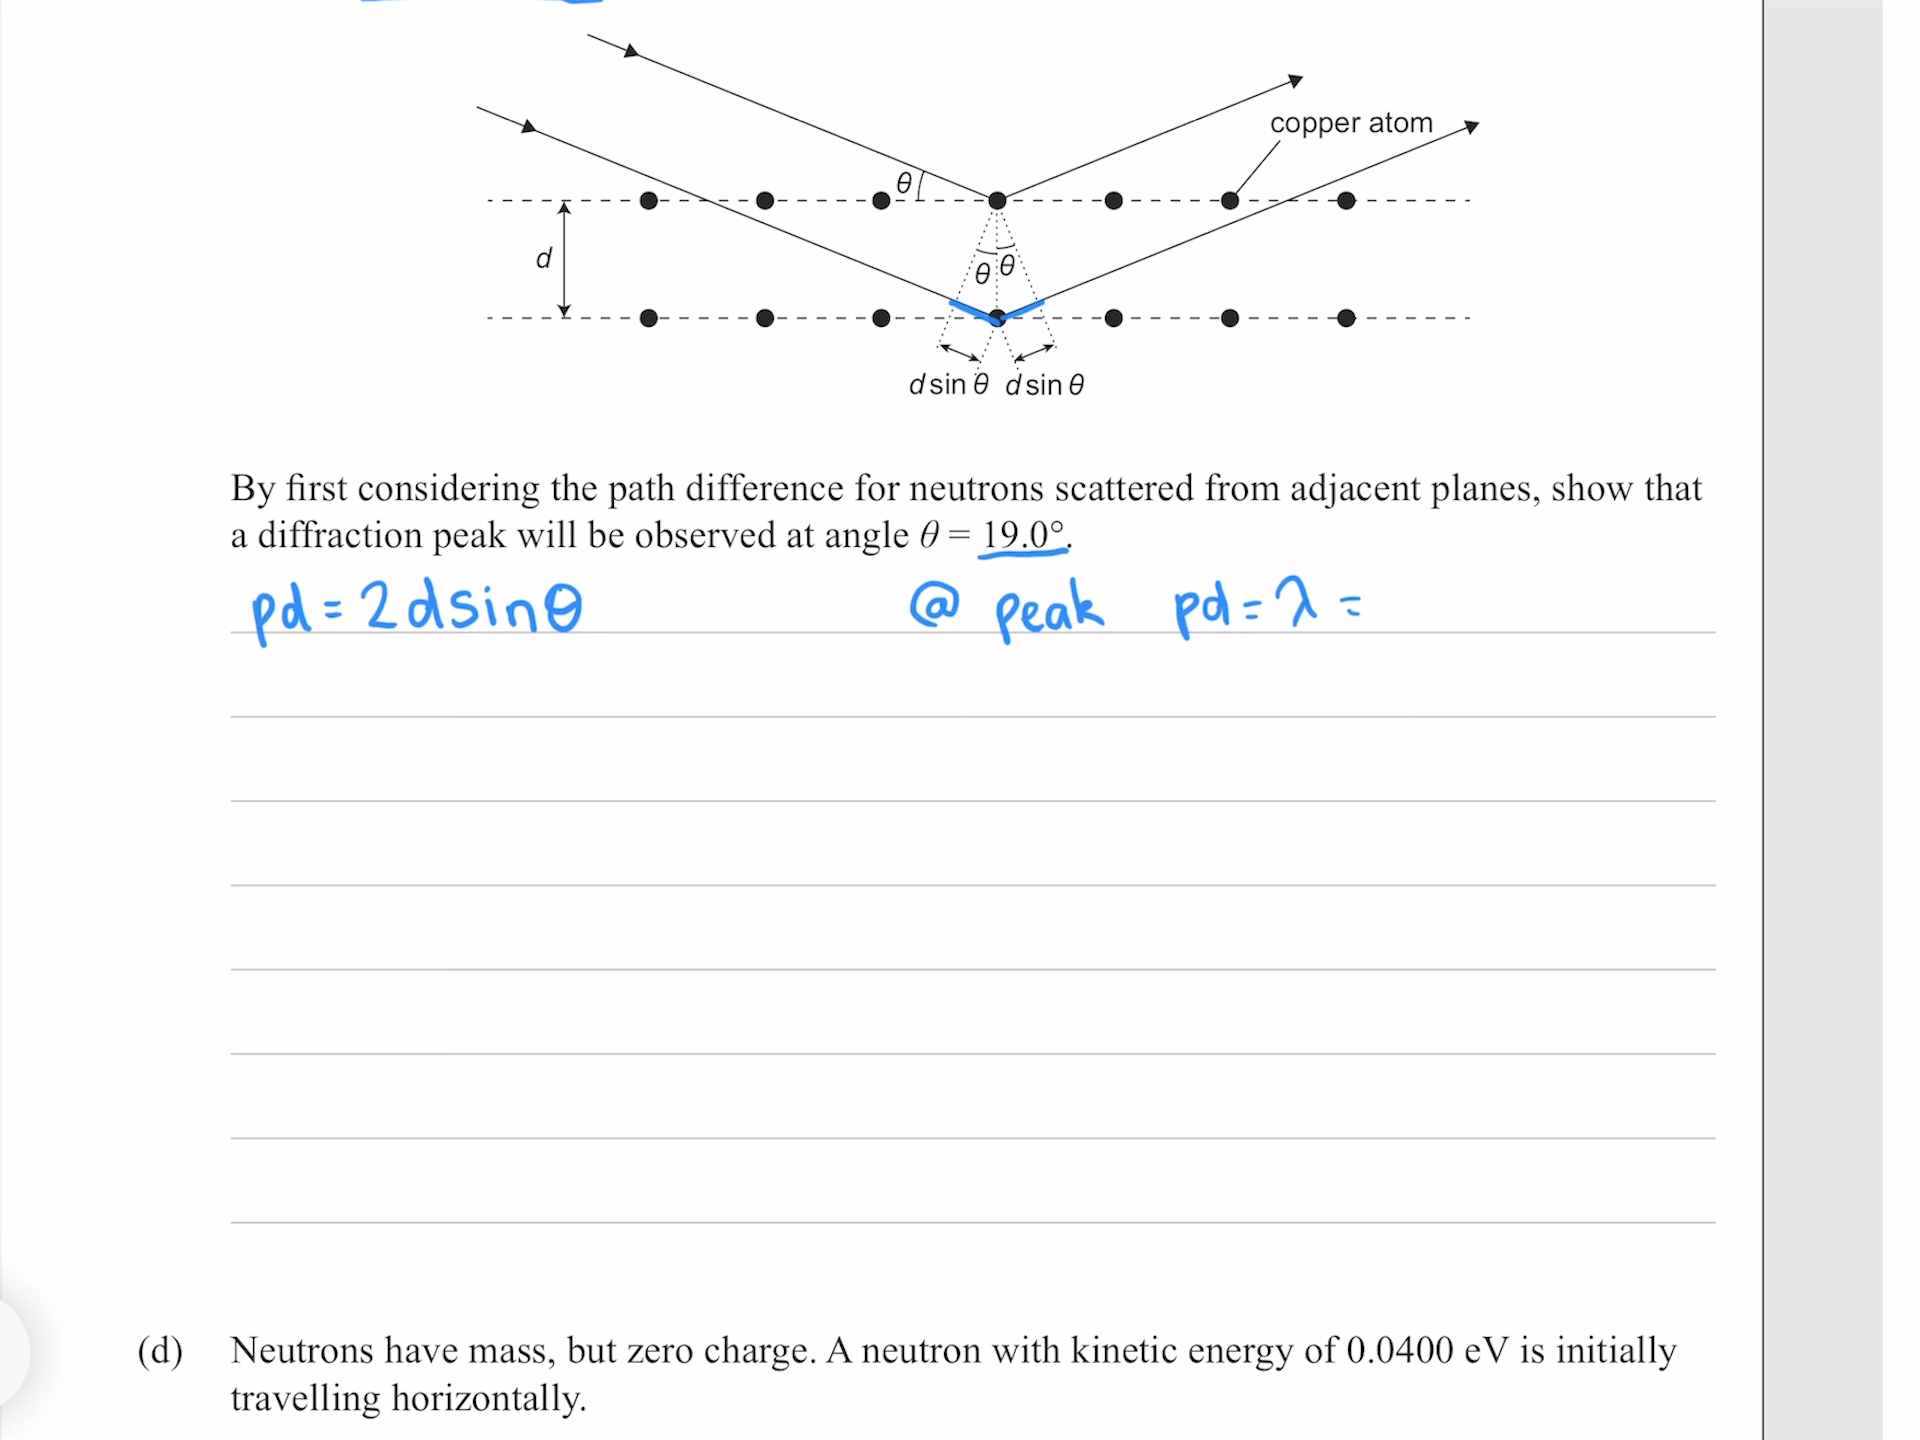 copper atom
θ
d
θ θ
d sin θ d sin θ
By first considering the path difference for neutrons scattered from adjacent planes, show that
a diffraction peak will be observed at angle θ = 19.0°.
pd = 2dsinθ @ peak pd = λ =
(d) Neutrons have mass, but zero charge. A neutron with kinetic energy of 0.0400 eV is initially
travelling horizontally.